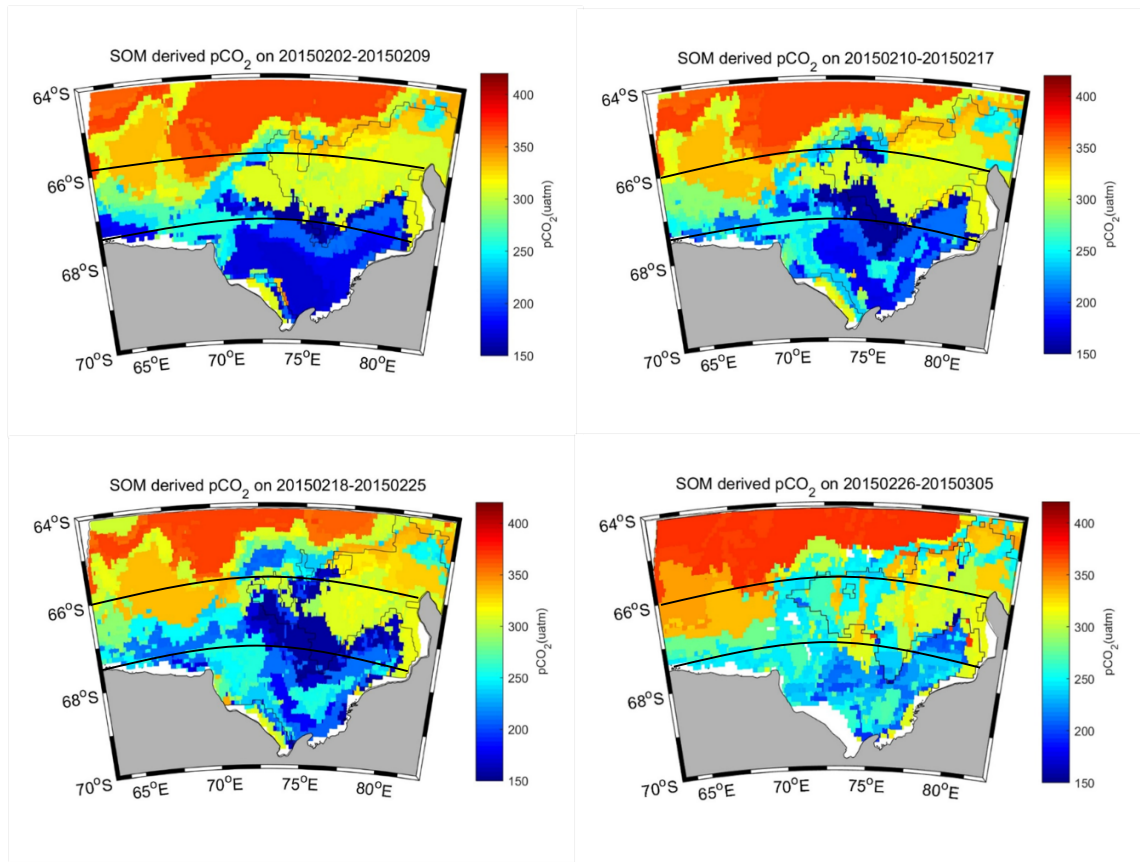 SOM derived pCO₂ on 20150202-20150209
64°S
66°S
68°S
70°S
65°E
70°E
75°E
80°E
400
350
300
250
200
150
pCO₂(uatm)
SOM derived pCO₂ on 20150210-20150217
64°S
66°S
68°S
70°S
65°E
70°E
75°E
80°E
400
350
300
250
200
150
pCO₂(uatm)
SOM derived pCO₂ on 20150218-20150225
64°S
66°S
68°S
70°S
65°E
70°E
75°E
80°E
400
350
300
250
200
150
pCO₂(uatm)
SOM derived pCO₂ on 20150226-20150305
64°S
66°S
68°S
70°S
65°E
70°E
75°E
80°E
400
350
300
250
200
150
pCO₂(uatm)